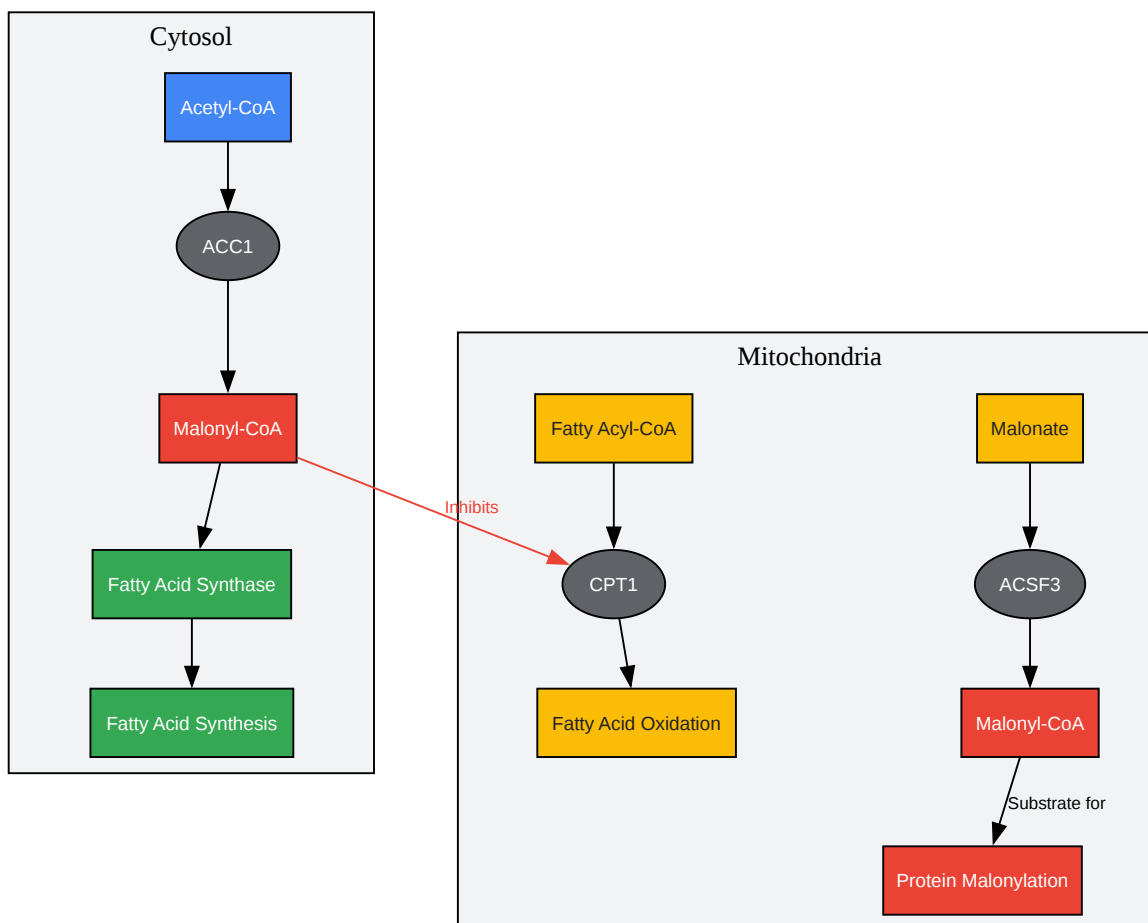 Cytosol
Acetyl-CoA
ACC1
Malonyl-CoA
Fatty Acid Synthase
Fatty Acid Synthesis
Inhibits
Mitochondria
Fatty Acyl-CoA
CPT1
Fatty Acid Oxidation
Malonate
ACSF3
Malonyl-CoA
Substrate for
Protein Malonylation